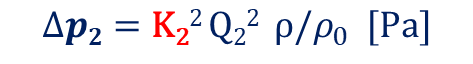 Δp₂ = K₂² Q₂² ρ/ρ₀ [Pa]